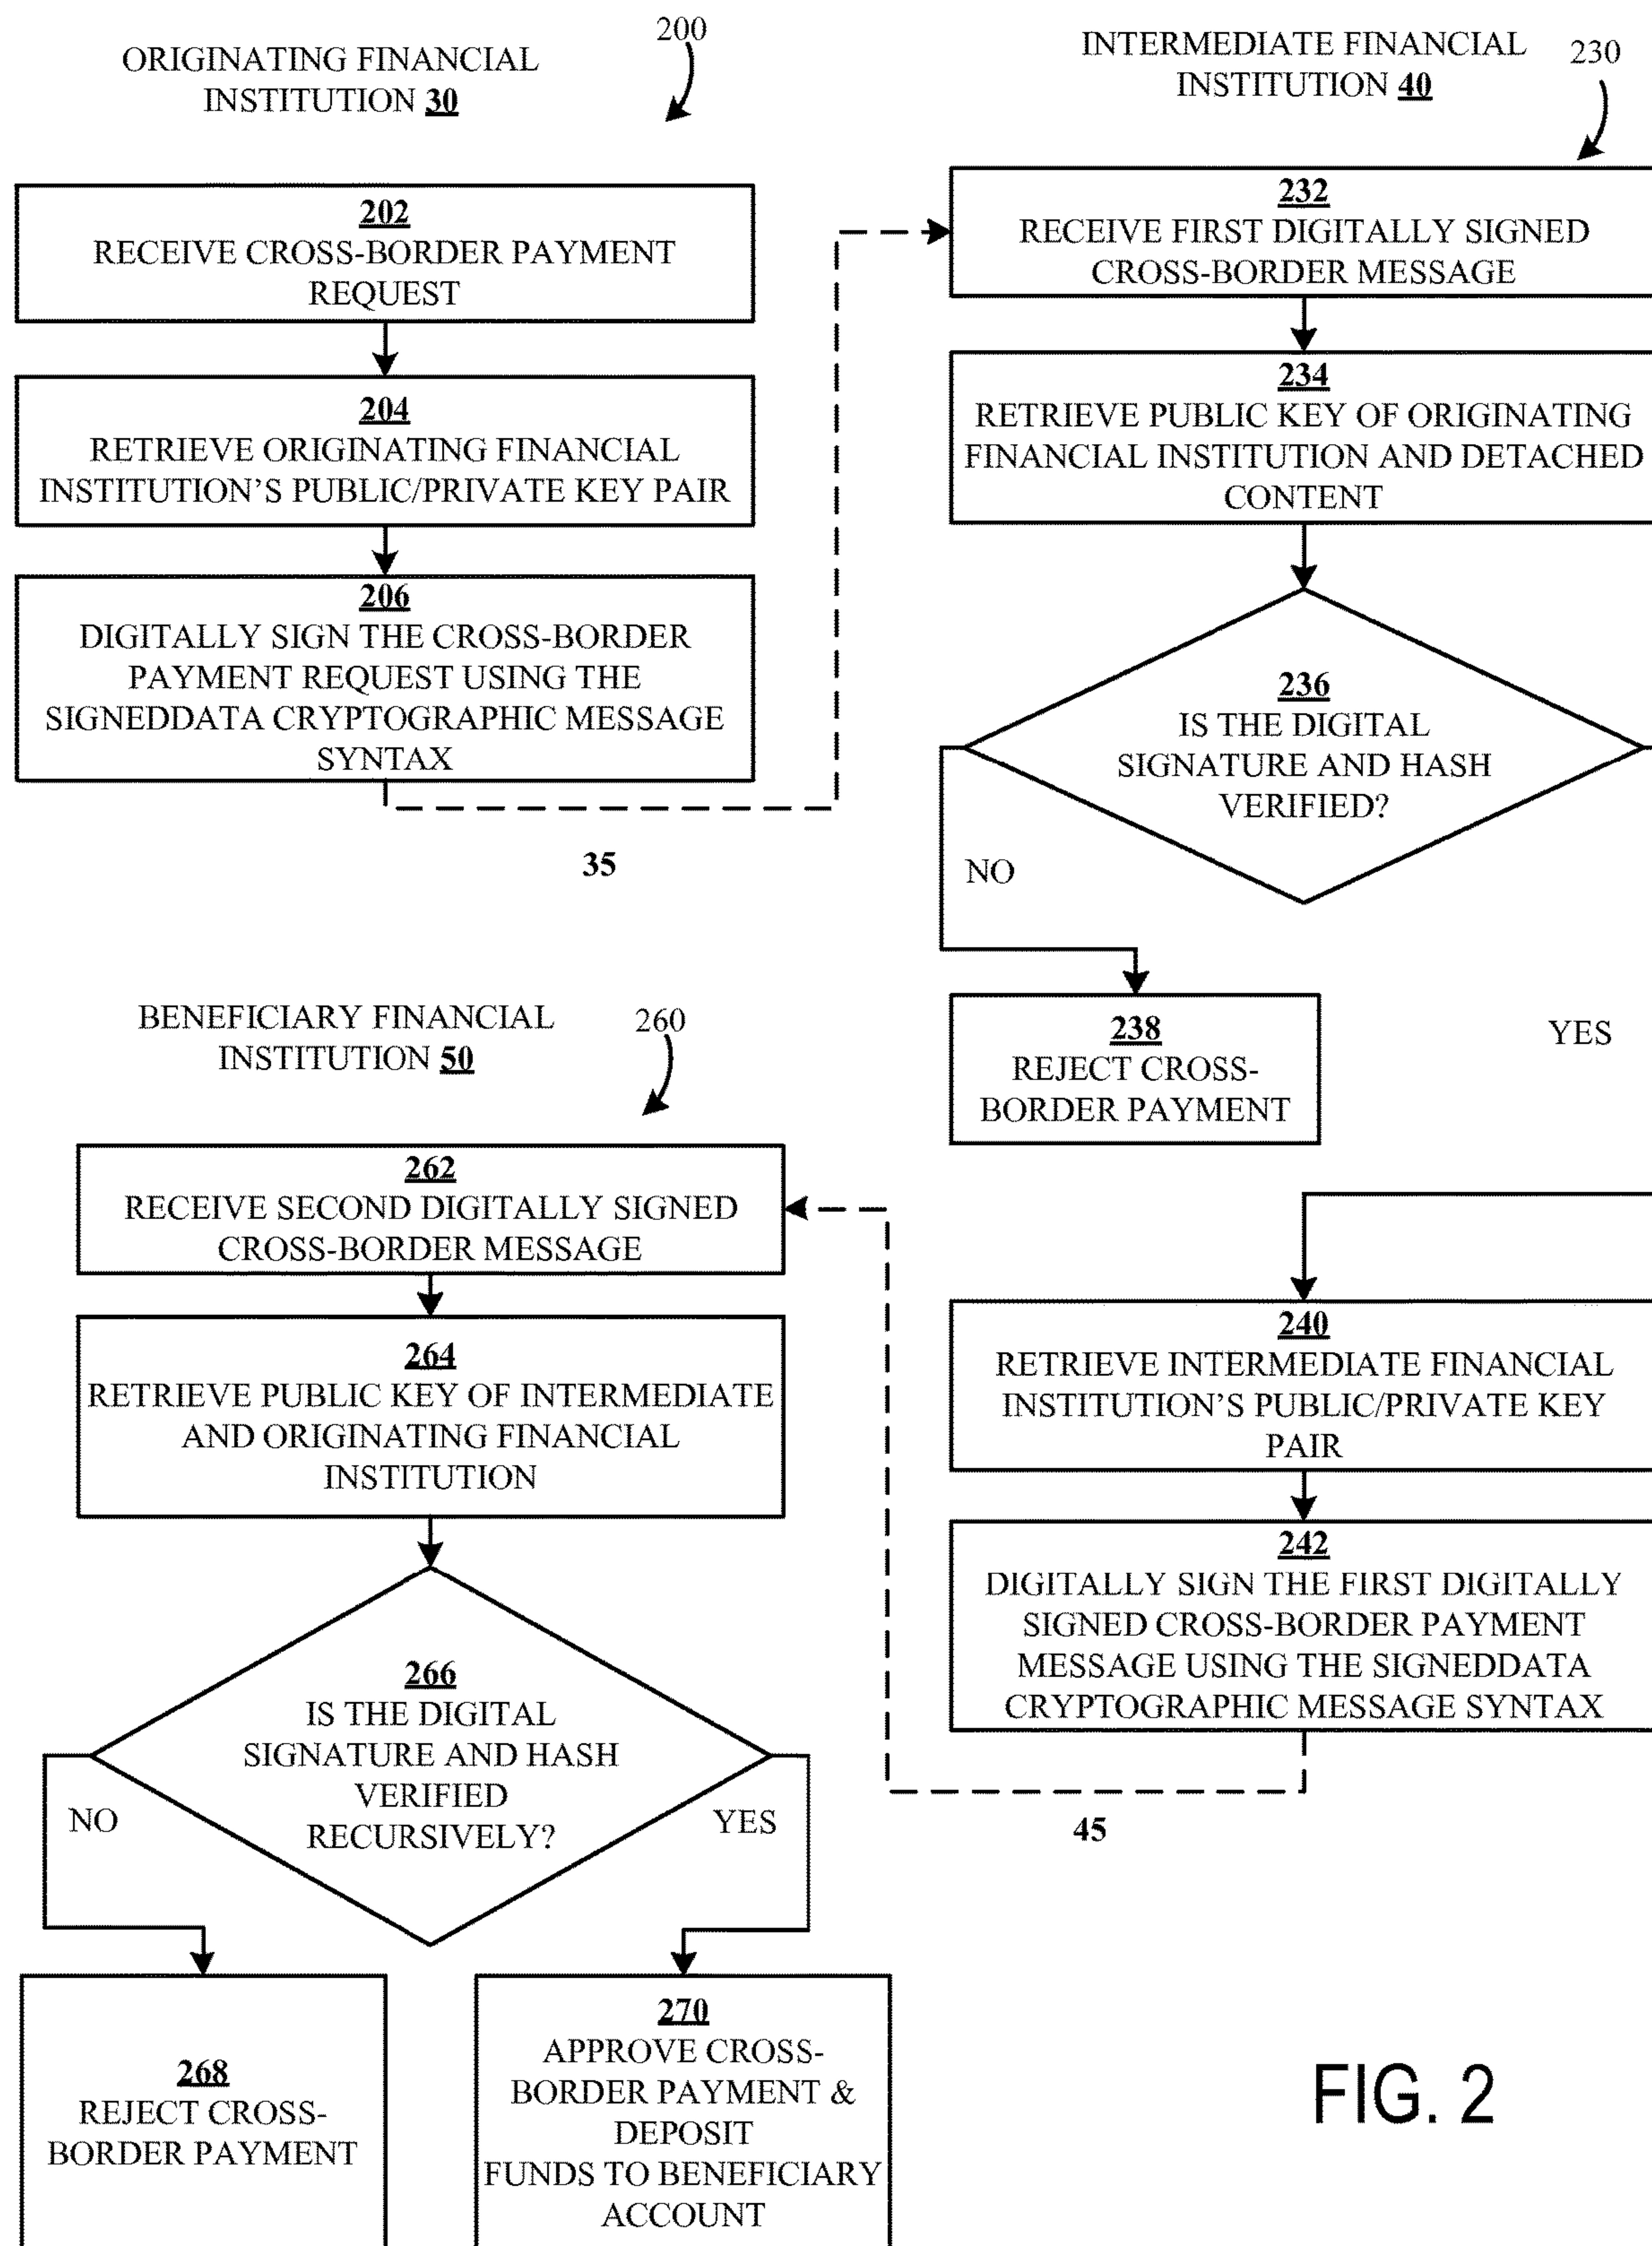 200
ORIGINATING FINANCIAL
INSTITUTION 30
202
RECEIVE CROSS-BORDER PAYMENT
REQUEST
204
RETRIEVE ORIGINATING FINANCIAL
INSTITUTION'S PUBLIC/PRIVATE KEY PAIR
206
DIGITALLY SIGN THE CROSS-BORDER
PAYMENT REQUEST USING THE
SIGNEDDATA CRYPTOGRAPHIC MESSAGE
SYNTAX
35
INTERMEDIATE FINANCIAL
INSTITUTION 40
230
232
RECEIVE FIRST DIGITALLY SIGNED
CROSS-BORDER MESSAGE
234
RETRIEVE PUBLIC KEY OF ORIGINATING
FINANCIAL INSTITUTION AND DETACHED
CONTENT
236
IS THE DIGITAL
SIGNATURE AND HASH
VERIFIED?
NO
238
REJECT CROSS-
BORDER PAYMENT
YES
240
RETRIEVE INTERMEDIATE FINANCIAL
INSTITUTION'S PUBLIC/PRIVATE KEY
PAIR
242
DIGITALLY SIGN THE FIRST DIGITALLY
SIGNED CROSS-BORDER PAYMENT
MESSAGE USING THE SIGNEDDATA
CRYPTOGRAPHIC MESSAGE SYNTAX
45
BENEFICIARY FINANCIAL
INSTITUTION 50
260
262
RECEIVE SECOND DIGITALLY SIGNED
CROSS-BORDER MESSAGE
264
RETRIEVE PUBLIC KEY OF INTERMEDIATE
AND ORIGINATING FINANCIAL
INSTITUTION
266
IS THE DIGITAL
SIGNATURE AND HASH
VERIFIED
RECURSIVELY?
NO
YES
268
REJECT CROSS-
BORDER PAYMENT
270
APPROVE CROSS-
BORDER PAYMENT &
DEPOSIT
FUNDS TO BENEFICIARY
ACCOUNT
FIG. 2